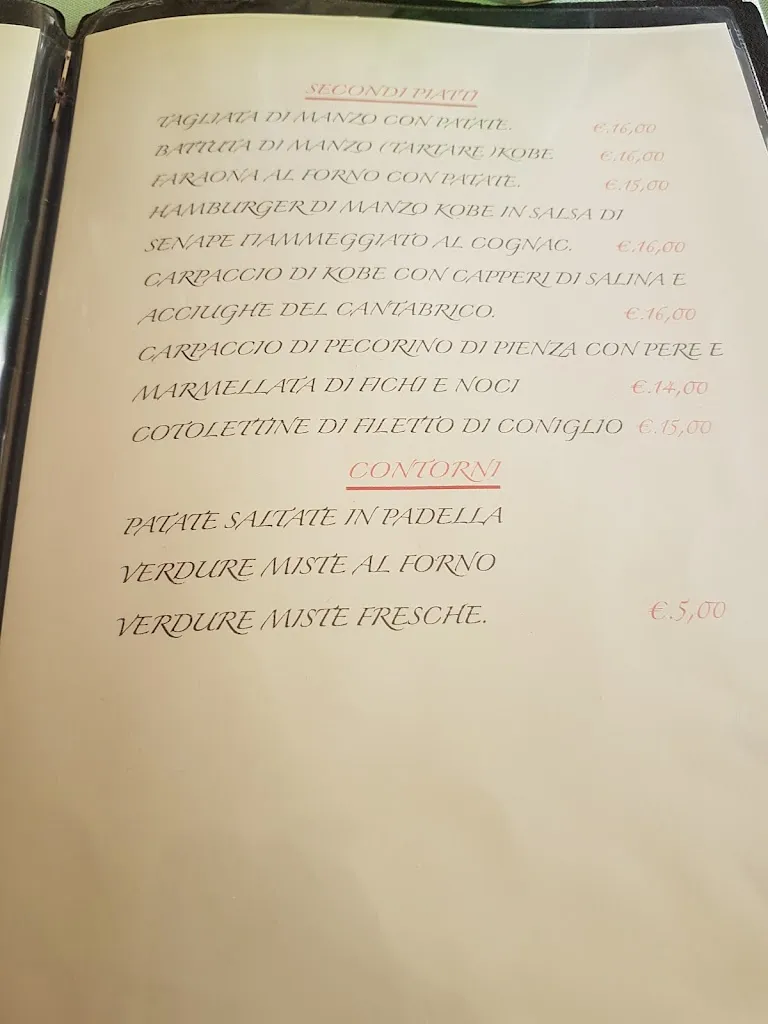 SECONDI PIATTI
TAGLIATA DI MANZO CON PATATE. €.16,00
BATTUTA DI MANZO (TARTARE )KOBE €.16,00
FARAONA AL FORNO CON PATATE. €.15,00
HAMBURGER DI MANZO KOBE IN SALSA DI
SENAPE FIAMMEGGIATO AL COGNAC. €.16,00
CARPACCIO DI KOBE CON CAPPERI DI SALINA E
ACCIUGHE DEL CANTABRICO. €.16,00
CARPACCIO DI PECORINO DI PIENZA CON PERE E
MARMELLATA DI FICHI E NOCI €.14,00
COTOLETTINE DI FILETTO DI CONIGLIO €.15,00
CONTORNI
PATATE SALTATE IN PADELLA
VERDURE MISTE AL FORNO
VERDURE MISTE FRESCHE. €.5,00